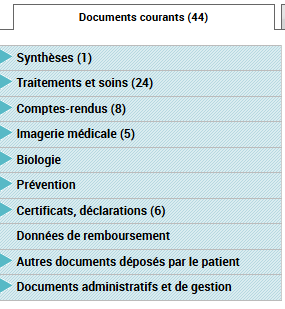 Documents courants (44)
Synthèses (1)
Traitements et soins (24)
Comptes-rendus (8)
Imagerie médicale (5)
Biologie
Prévention
Certificats, déclarations (6)
Données de remboursement
Autres documents déposés par le patient
Documents administratifs et de gestion